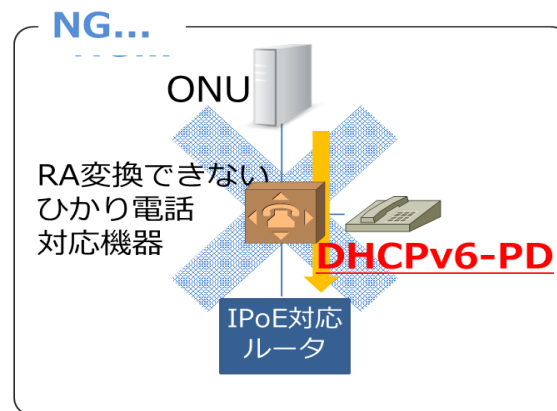 NG...
ONU
RA変換できない
ひかり電話
対応機器
DHCPv6-PD
IPoE対応
ルータ